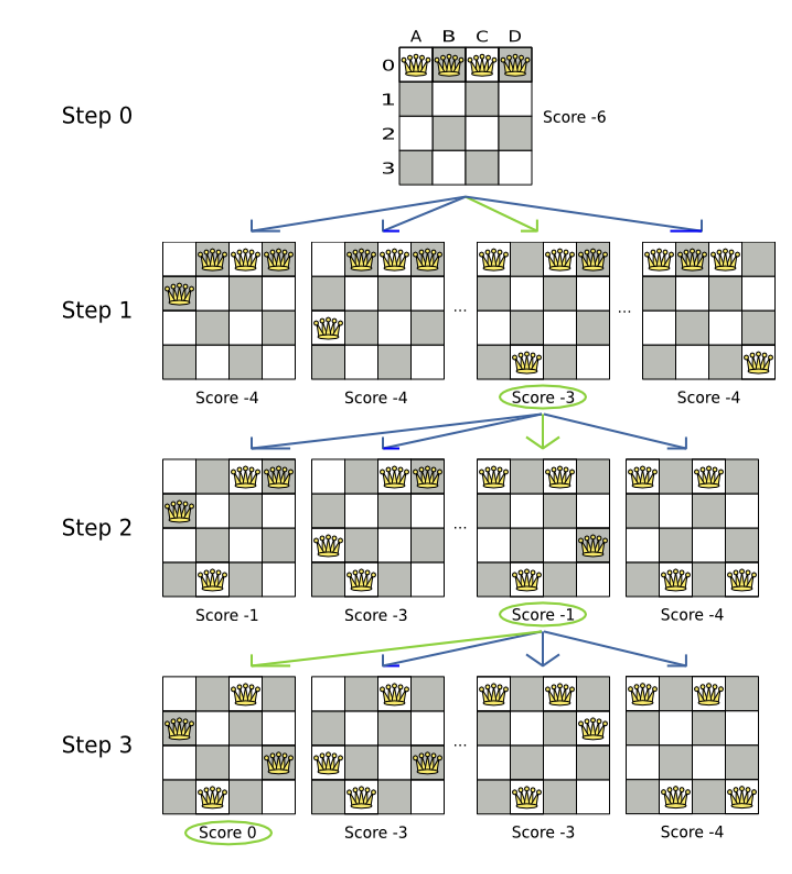 A B C D
0
1
2
3
Step 0
Score -6
Step 1
...
...
Score -4
Score -4
Score -3
Score -4
Step 2
...
Score -1
Score -3
Score -1
Score -4
Step 3
...
Score 0
Score -3
Score -3
Score -4